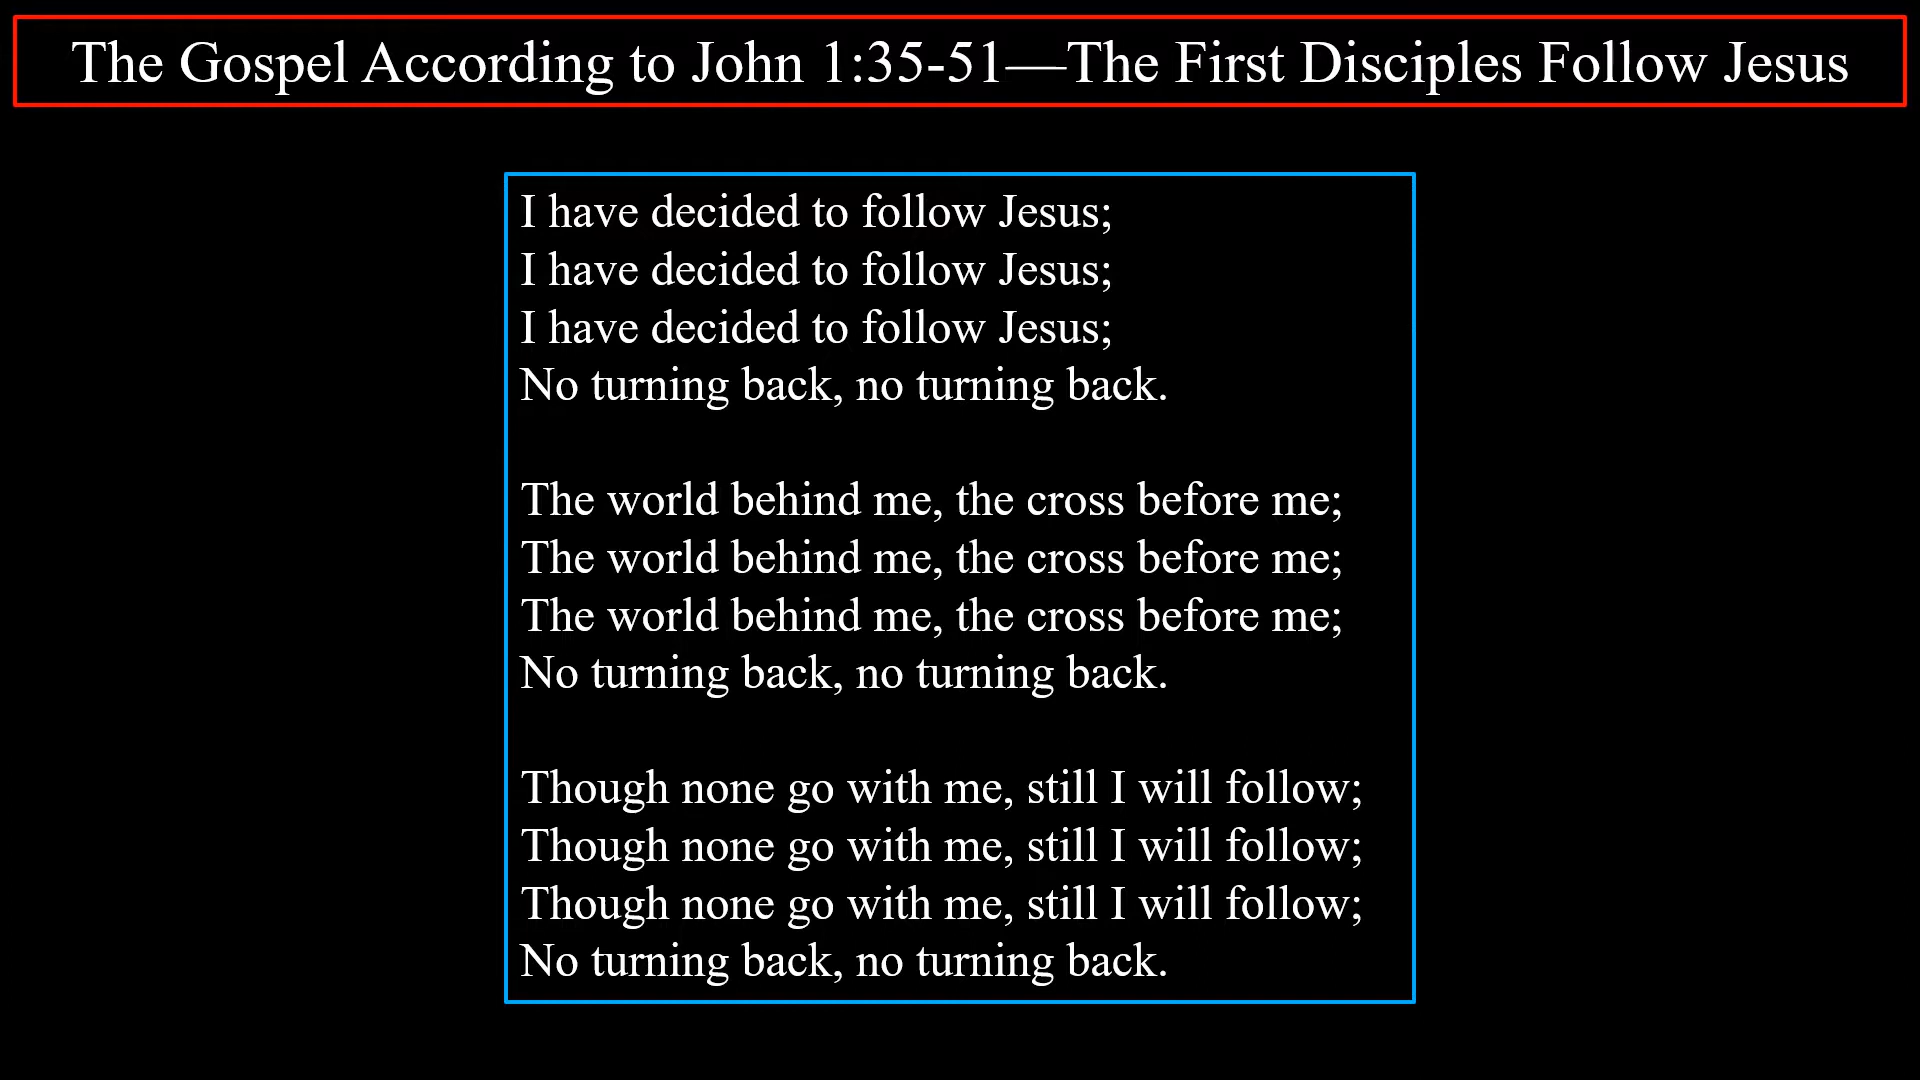 The Gospel According to John 1:35-51—The First Disciples Follow Jesus
I have decided to follow Jesus;
I have decided to follow Jesus;
I have decided to follow Jesus;
No turning back, no turning back.
The world behind me, the cross before me;
The world behind me, the cross before me;
The world behind me, the cross before me;
No turning back, no turning back.
Though none go with me, still I will follow;
Though none go with me, still I will follow;
Though none go with me, still I will follow;
No turning back, no turning back.